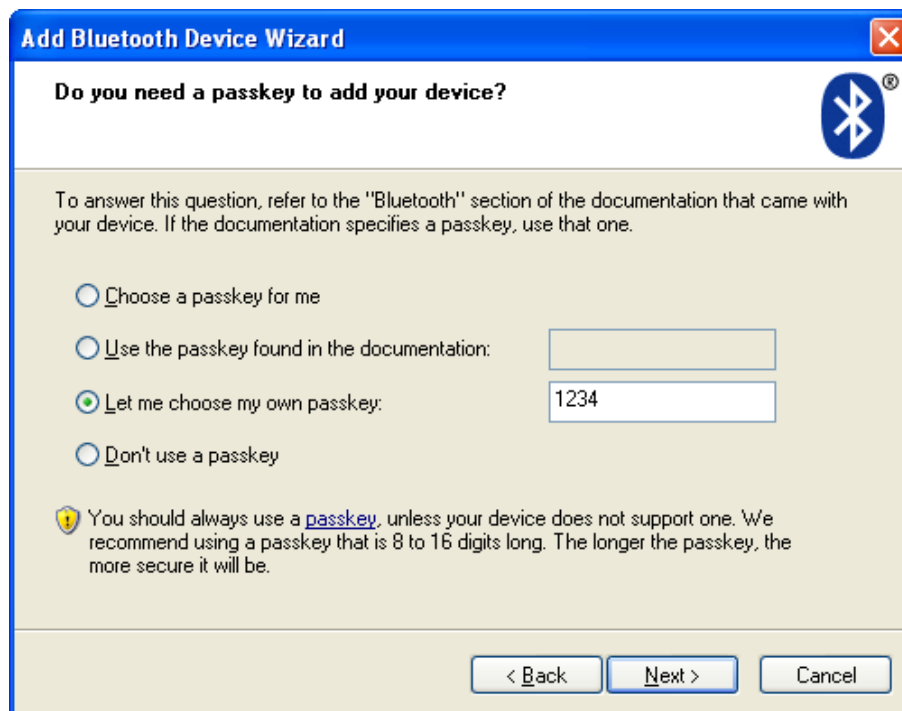 Add Bluetooth Device Wizard
Do you need a passkey to add your device?
®
To answer this question, refer to the "Bluetooth" section of the documentation that came with
your device. If the documentation specifies a passkey, use that one.
Choose a passkey for me
Use the passkey found in the documentation:
Let me choose my own passkey: 1234
Don't use a passkey
You should always use a passkey, unless your device does not support one. We
recommend using a passkey that is 8 to 16 digits long. The longer the passkey, the
more secure it will be.
< Back Next > Cancel